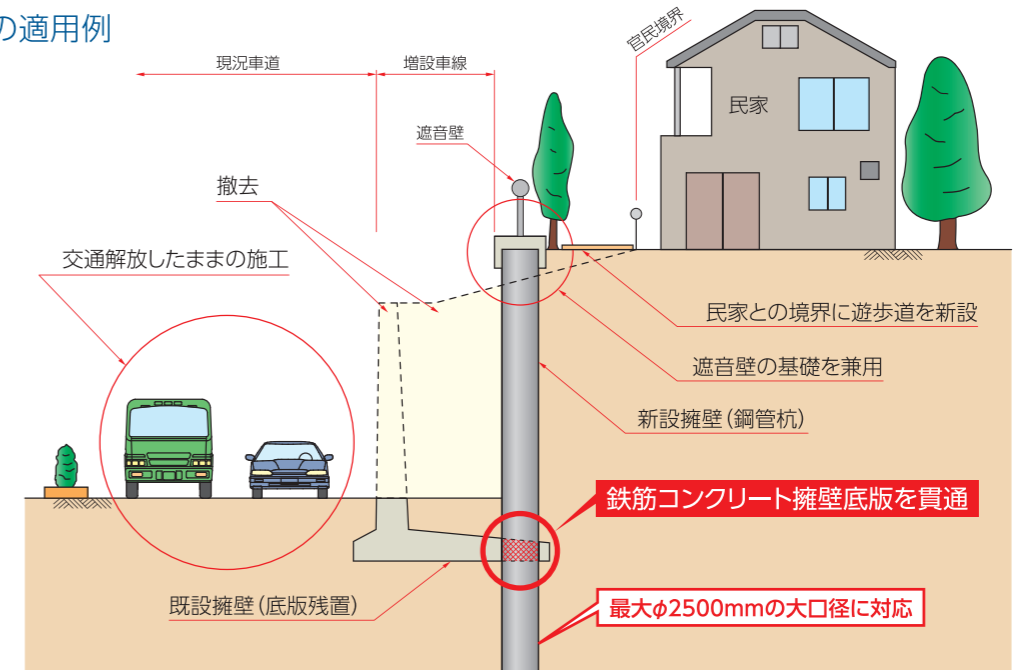 の適用例
官民境界
現況車道
増設車線
民家
遮音壁
撤去
交通解放したままの施工
民家との境界に遊歩道を新設
遮音壁の基礎を兼用
新設擁壁(鋼管杭)
鉄筋コンクリート擁壁底版を貫通
既設擁壁(底版残置)
最大φ2500mmの大口径に対応